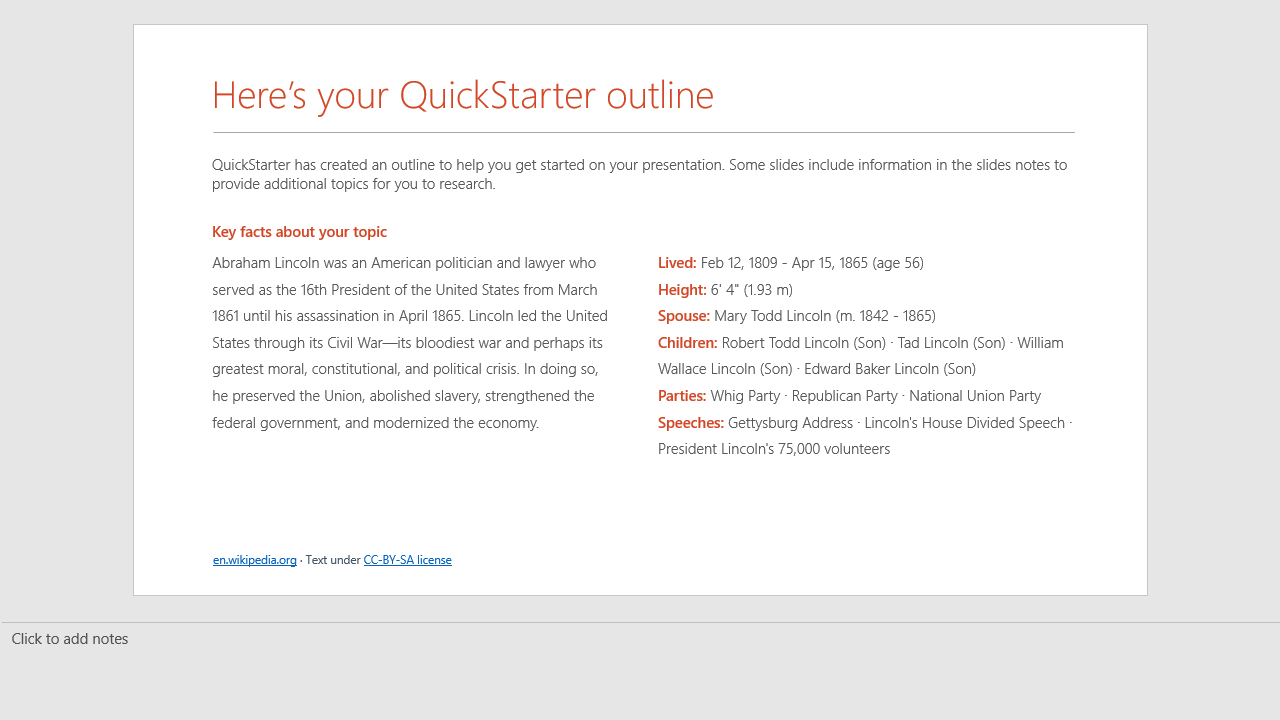 Here’s your QuickStarter outline
QuickStarter has created an outline to help you get started on your presentation. Some slides include information in the slides notes to
provide additional topics for you to research.
Key facts about your topic
Abraham Lincoln was an American politician and lawyer who
served as the 16th President of the United States from March
1861 until his assassination in April 1865. Lincoln led the United
States through its Civil War—its bloodiest war and perhaps its
greatest moral, constitutional, and political crisis. In doing so,
he preserved the Union, abolished slavery, strengthened the
federal government, and modernized the economy.
Lived: Feb 12, 1809 - Apr 15, 1865 (age 56)
Height: 6' 4" (1.93 m)
Spouse: Mary Todd Lincoln (m. 1842 - 1865)
Children: Robert Todd Lincoln (Son) · Tad Lincoln (Son) · William
Wallace Lincoln (Son) · Edward Baker Lincoln (Son)
Parties: Whig Party · Republican Party · National Union Party
Speeches: Gettysburg Address · Lincoln's House Divided Speech ·
President Lincoln's 75,000 volunteers
en.wikipedia.org · Text under CC-BY-SA license
Click to add notes